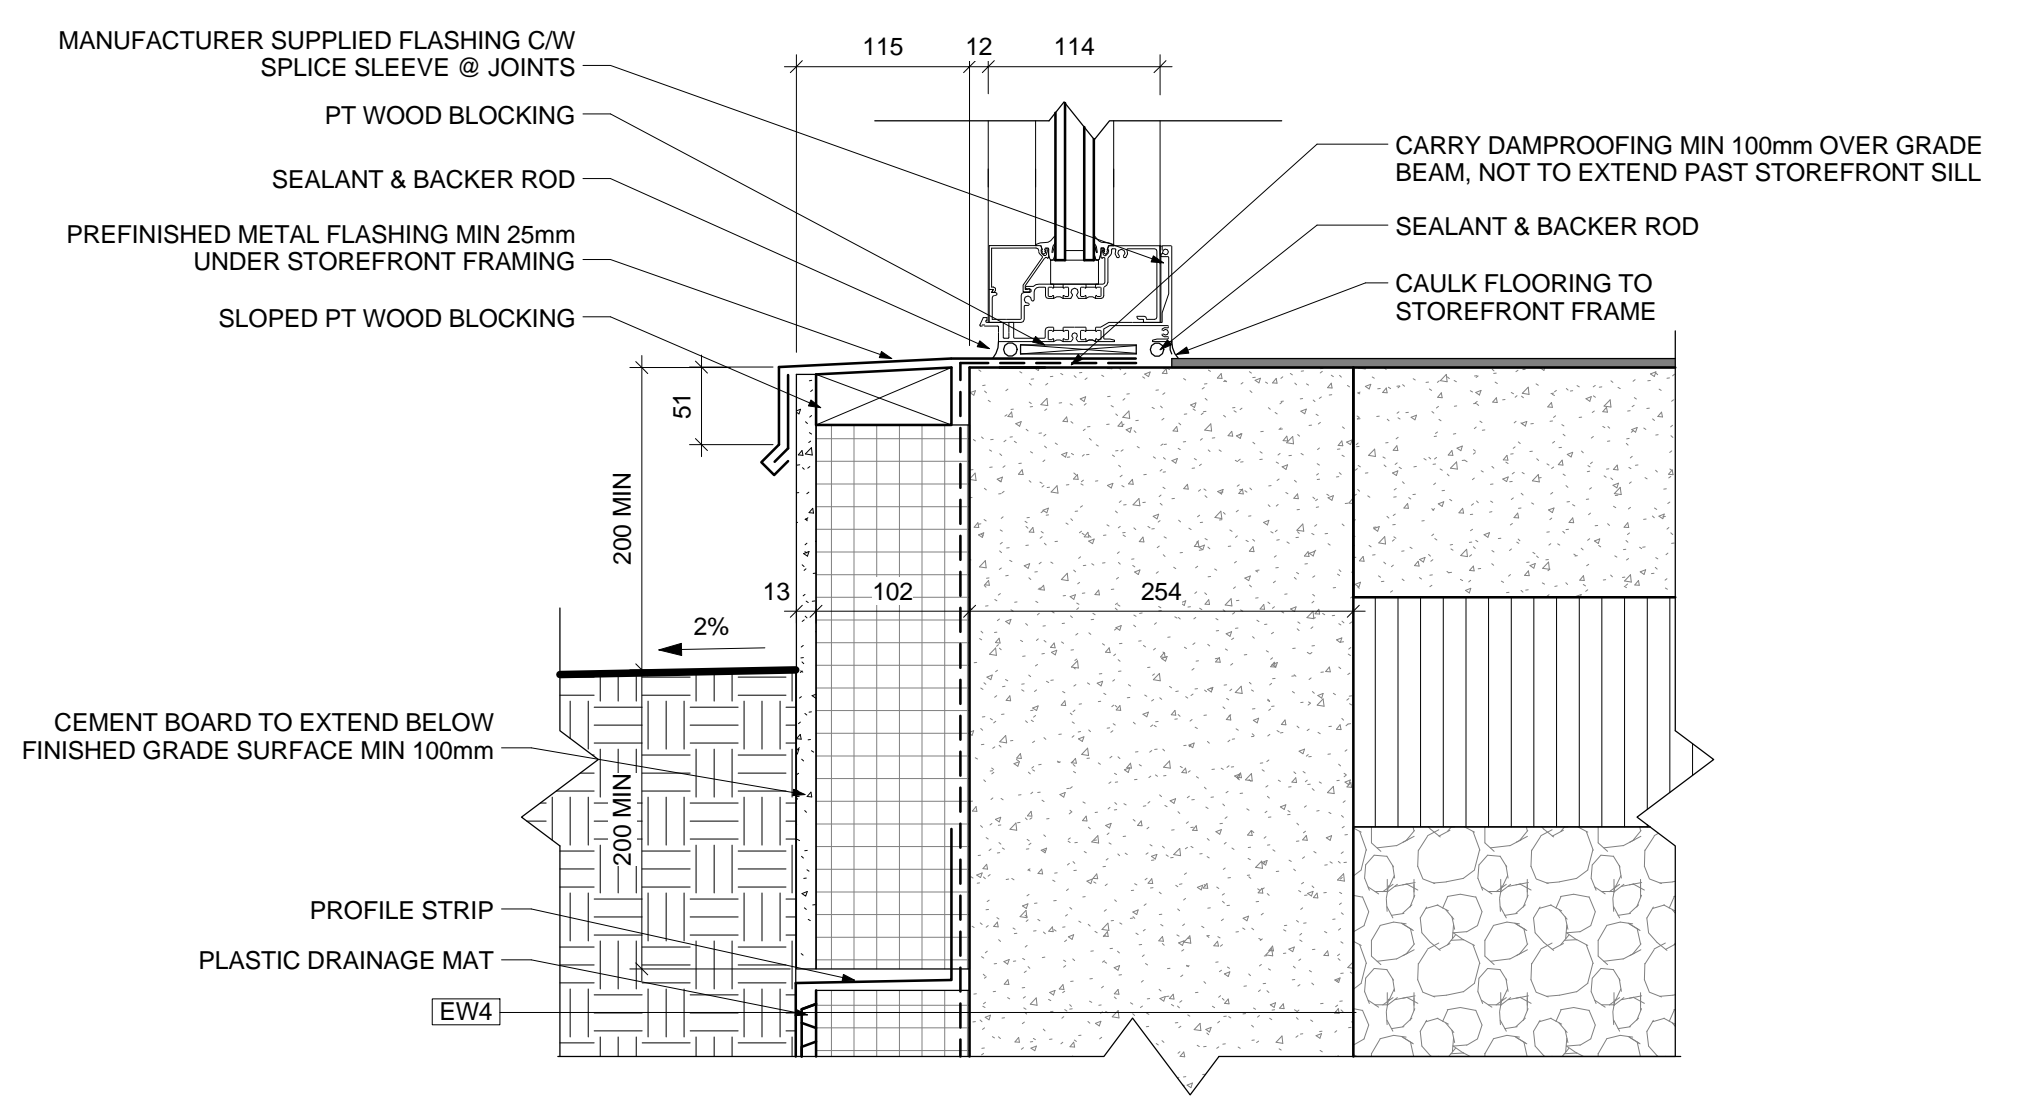 MANUFACTURER SUPPLIED FLASHING C/W
SPLICE SLEEVE @ JOINTS
PT WOOD BLOCKING
SEALANT & BACKER ROD
PREFINISHED METAL FLASHING MIN 25mm
UNDER STOREFRONT FRAMING
SLOPED PT WOOD BLOCKING
115
12
114
CARRY DAMPROOFING MIN 100mm OVER GRADE
BEAM, NOT TO EXTEND PAST STOREFRONT SILL
SEALANT & BACKER ROD
CAULK FLOORING TO
STOREFRONT FRAME
51
200 MIN
13
102
254
2%
CEMENT BOARD TO EXTEND BELOW
FINISHED GRADE SURFACE MIN 100mm
200 MIN
PROFILE STRIP
PLASTIC DRAINAGE MAT
EW4